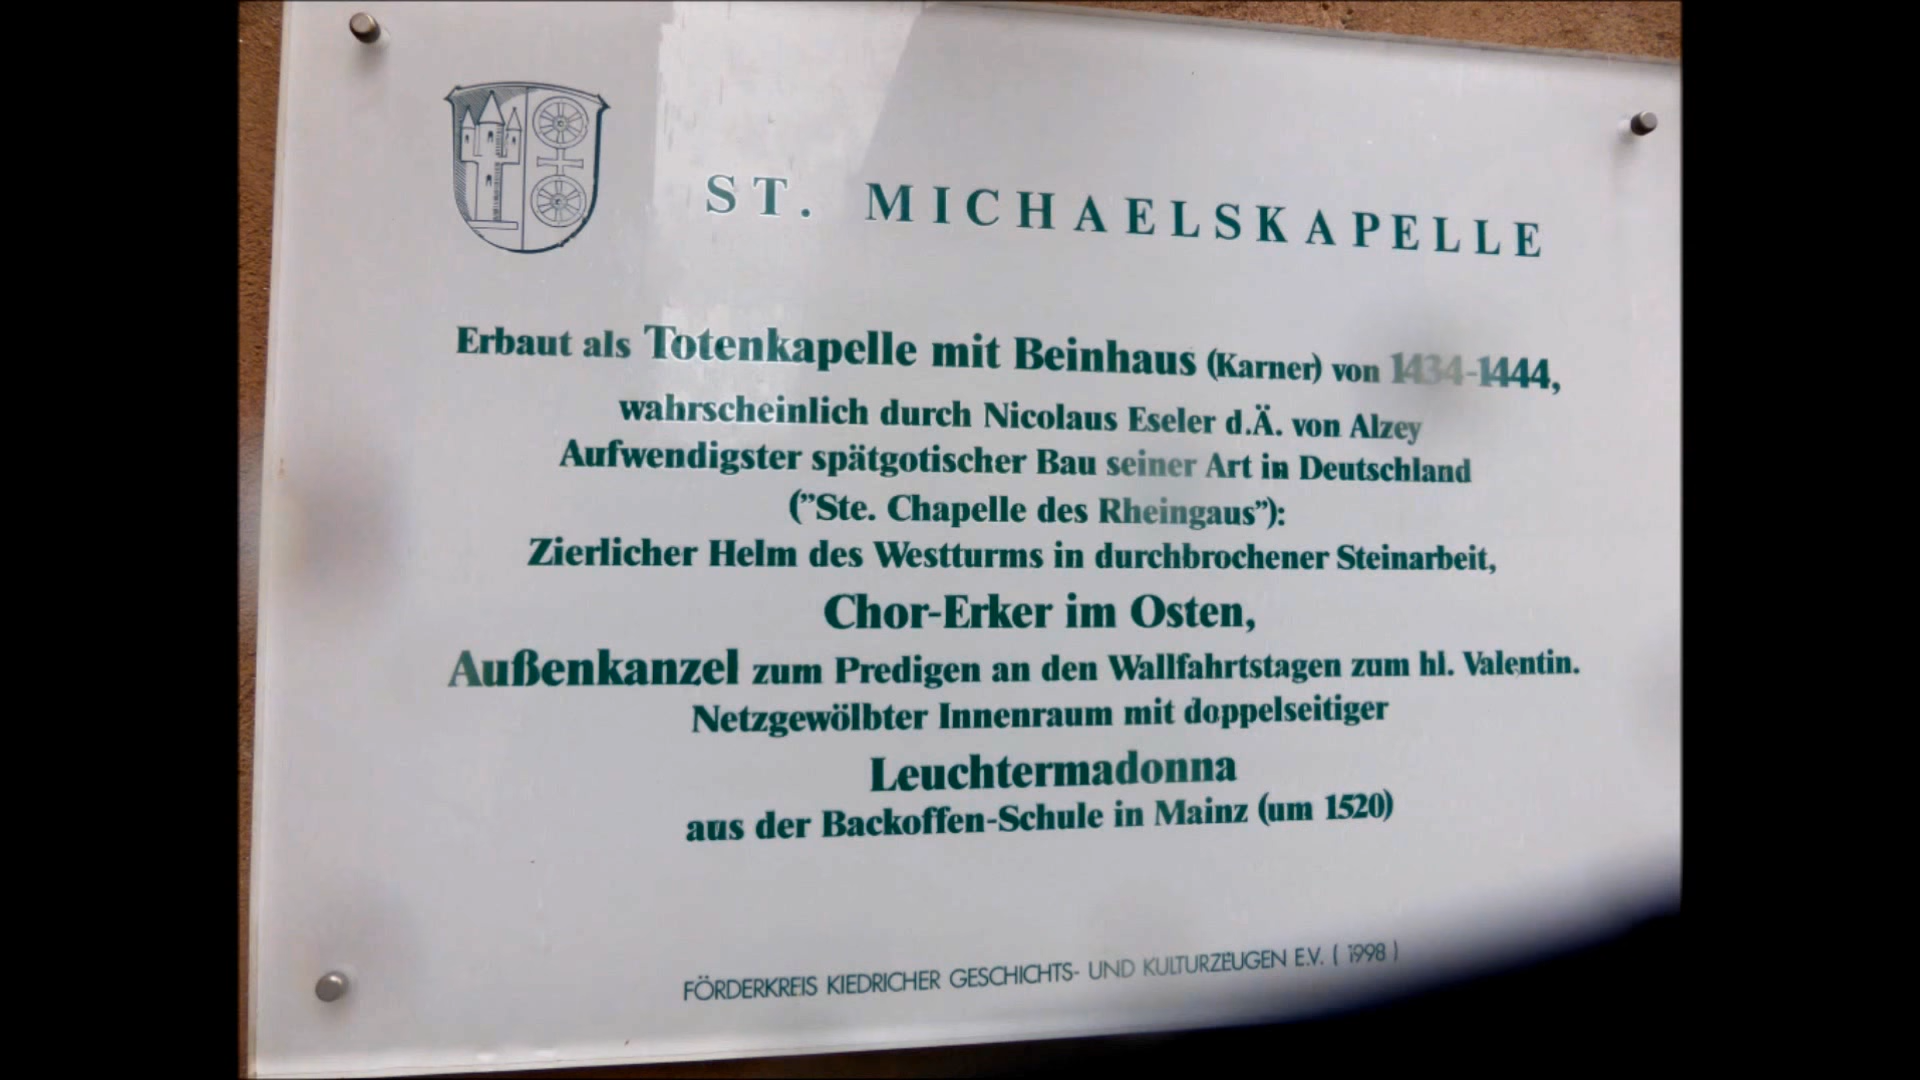 ST. MICHAELSKAPELLE
Erbaut als Totenkapelle mit Beinhaus (Karner) von 1434-1444,
wahrscheinlich durch Nicolaus Eseler d.Ä. von Alzey
Aufwendigster spätgotischer Bau seiner Art in Deutschland
("Ste. Chapelle des Rheingaus"):
Zierlicher Helm des Westturms in durchbrochener Steinarbeit,
Chor-Erker im Osten,
Außenkanzel zum Predigen an den Wallfahrtstagen zum hl. Valentin.
Netzgewölbter Innenraum mit doppelseitiger
Leuchtermadonna
aus der Backoffen-Schule in Mainz (um 1520)
FÖRDERKREIS KIEDRICHER GESCHICHTS- UND KULTURZEUGEN E.V. ( 1998 )